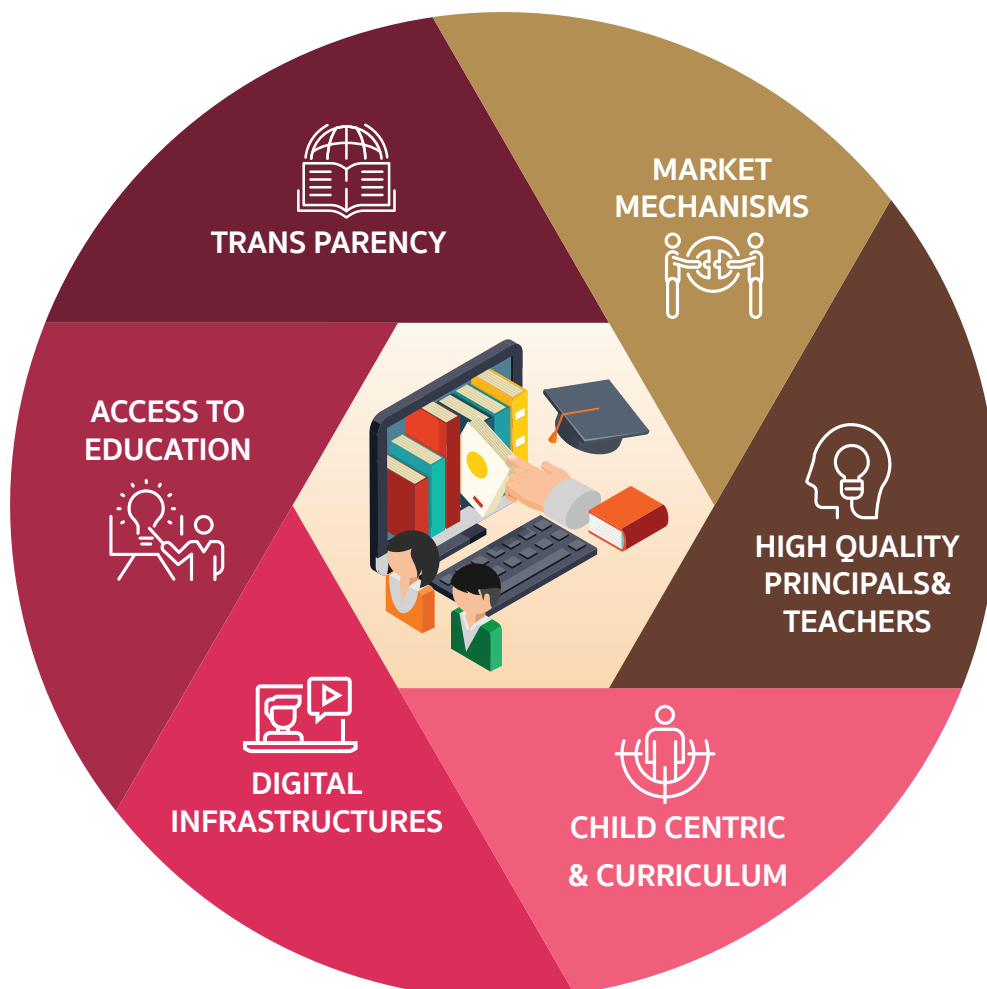 TRANS PARENCY
MARKET
MECHANISMS
ACCESS TO
EDUCATION
HIGH QUALITY
PRINCIPALS&
TEACHERS
DIGITAL
INFRASTRUCTURES
CHILD CENTRIC
& CURRICULUM